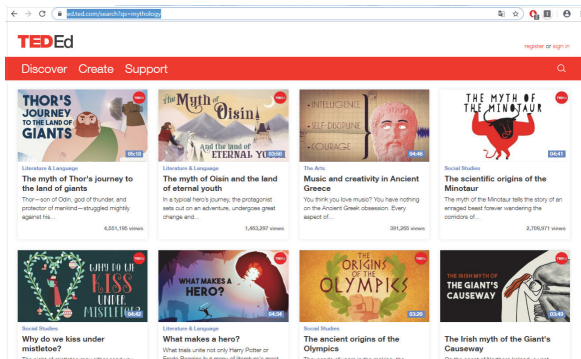 ed.ted.com/search?qs=mythology
TEDEd
register or sign in
Discover Create Support
THOR'S
JOURNEY
TO THE LAND OF
GIANTS
05:18
Literature & Language
The myth of Thor's journey to
the land of giants
Thor—son of Odin, god of thunder, and
protector of mankind—struggled mightily
against his...
4,551,195 views
The Myth of
Oisín
And the land of
ETERNAL YOUTH
03:50
Literature & Language
The myth of Oisín and the land
of eternal youth
In a typical hero's journey, the protagonist
sets out on an adventure, undergoes great
change and...
1,463,297 views
• INTELLIGENCE
• SELF-DISCIPLINE
• COURAGE
04:46
The Arts
Music and creativity in Ancient
Greece
You think you love music? You have nothing
on the Ancient Greek obsession. Every
aspect of...
391,265 views
THE MYTH OF
THE MINOTAUR
04:41
Social Studies
The scientific origins of the
Minotaur
The myth of the Minotaur tells the story of an
enraged beast forever wandering the
corridors of...
2,709,971 views
WHY DO WE
KISS
UNDER
MISTLETOE?
04:42
Social Studies
Why do we kiss under
mistletoe?
WHAT MAKES A
HERO?
04:34
Literature & Language
What makes a hero?
What trials unite not only Harry Potter or
THE
ORIGINS
OF THE
OLYMPICS
03:20
Social Studies
The ancient origins of the
Olympics
THE IRISH MYTH OF
THE GIANT'S
CAUSEWAY
03:49
Social Studies
The Irish myth of the Giant's
Causeway